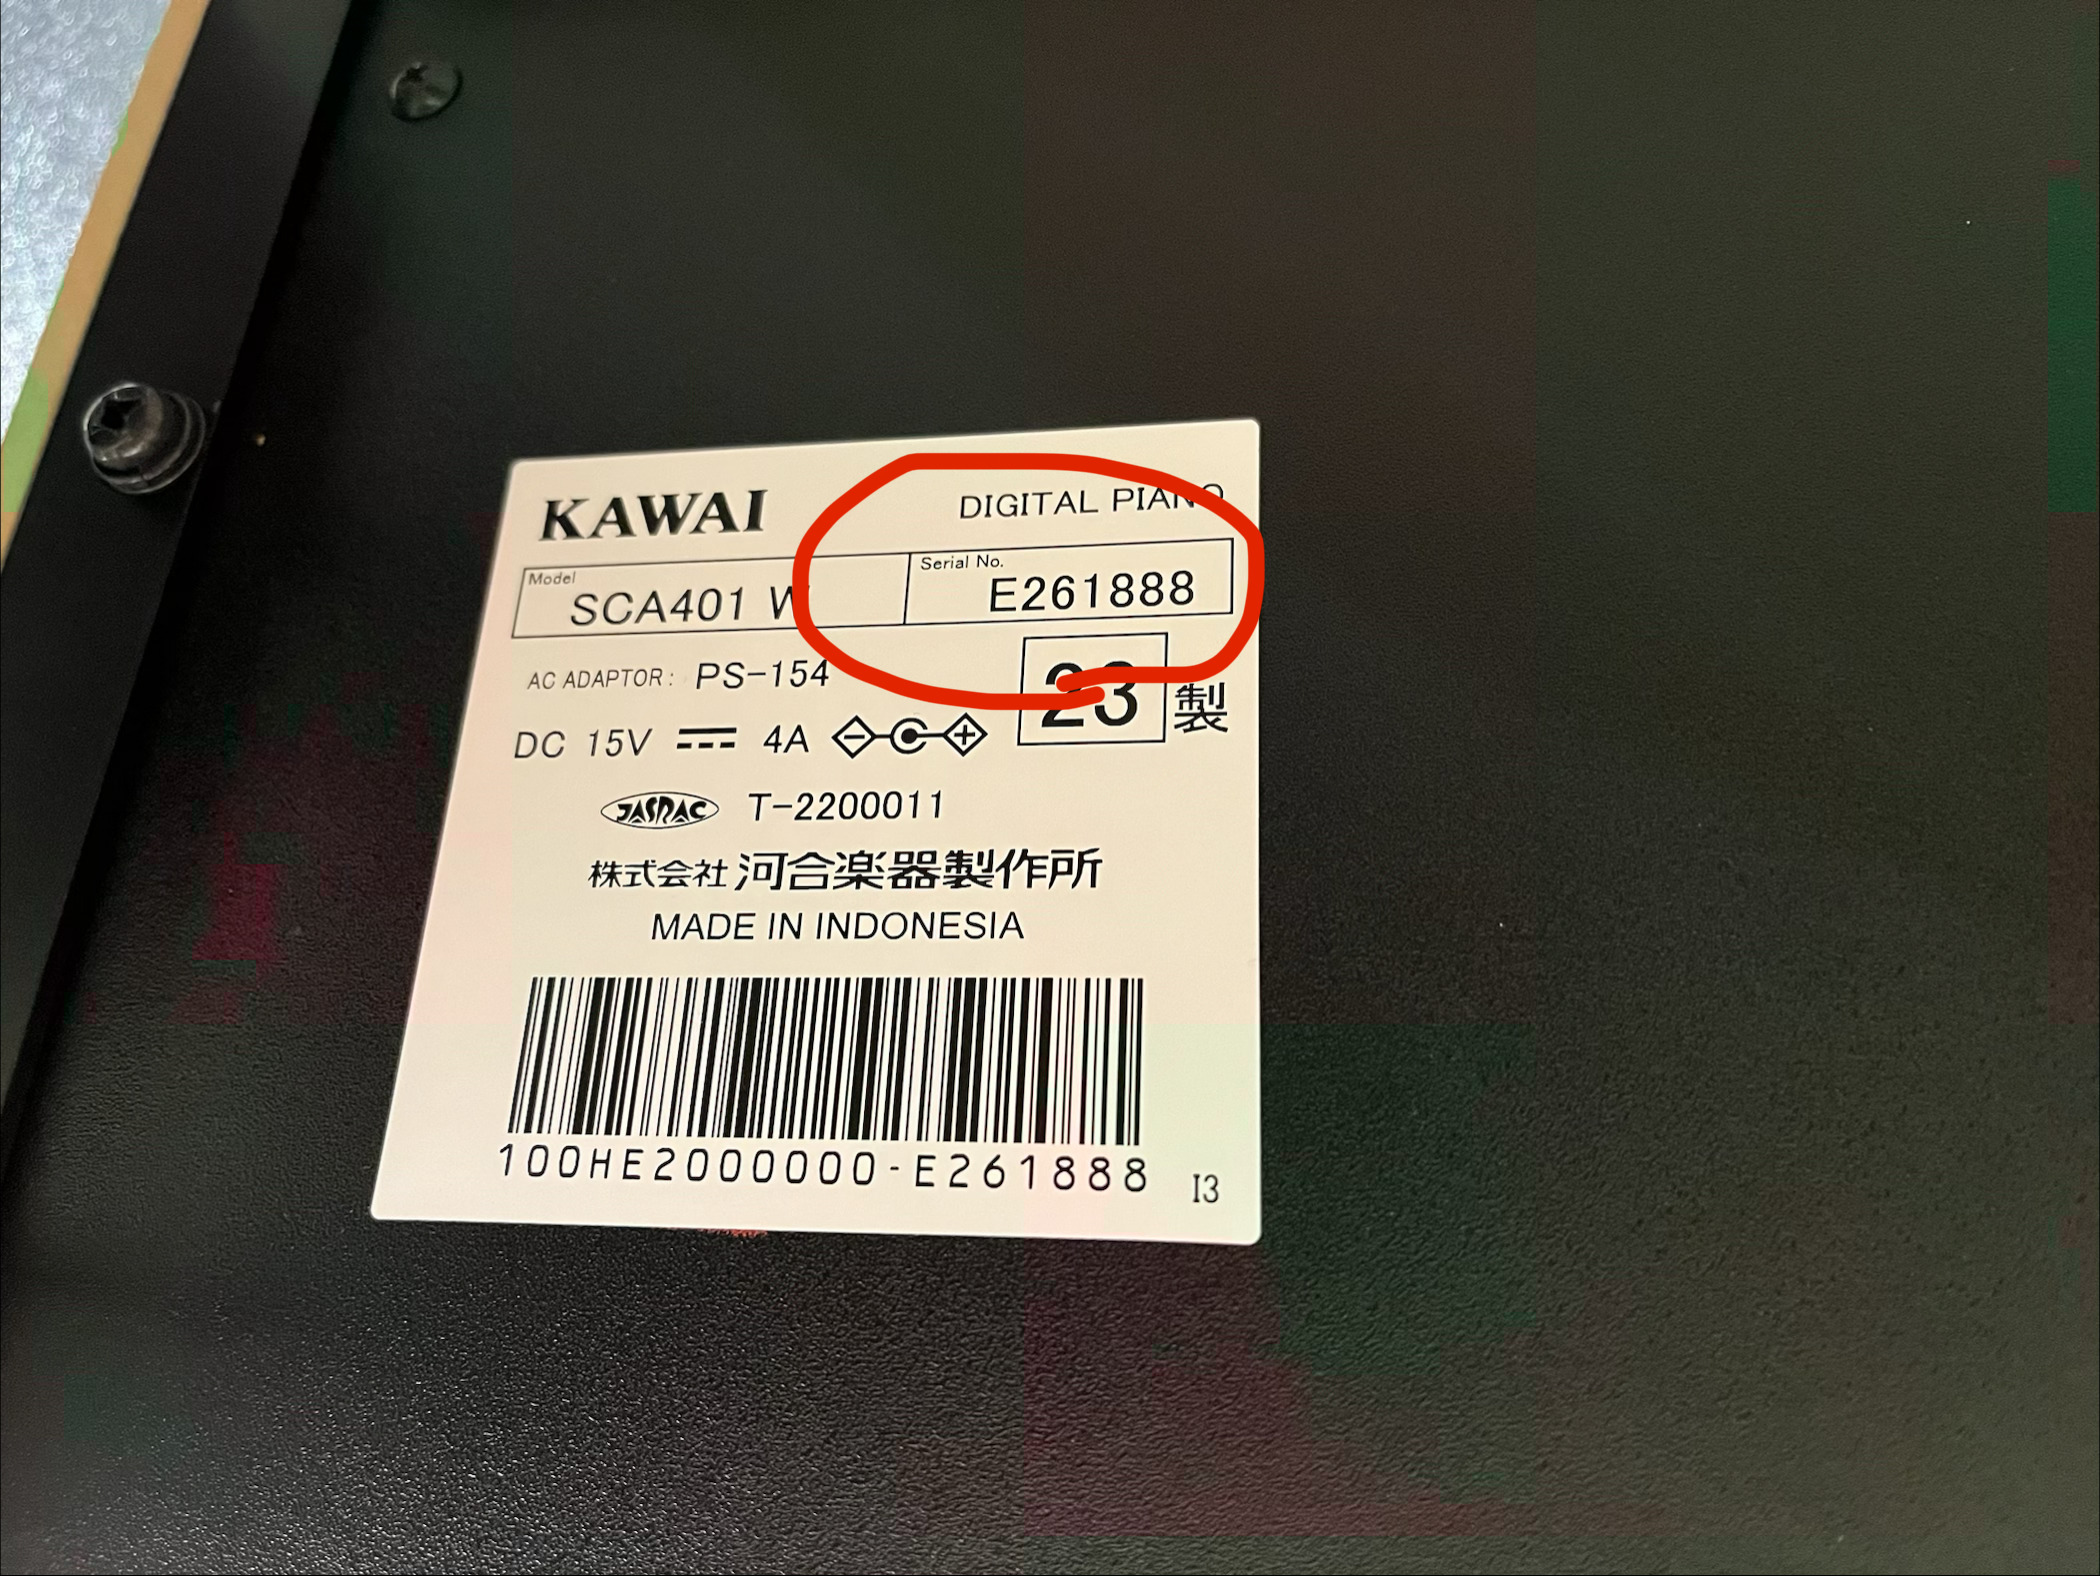 KAWAI DIGITAL PIANO
Model SCA401 W Serial No. E261888
AC ADAPTOR: PS-154
23 製
DC 15V 4A - +
JASRAC T-2200011
株式会社 河合楽器製作所
MADE IN INDONESIA
100HE2000000-E261888 I3